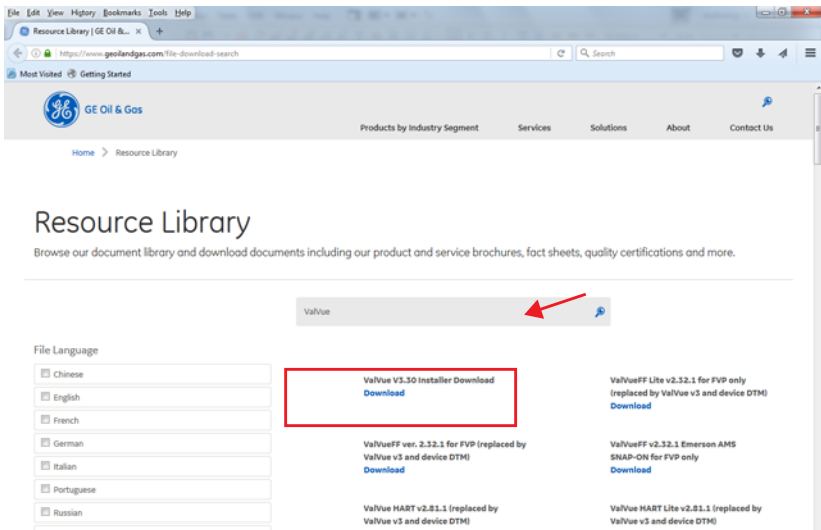 File Edit View History Bookmarks Tools Help
Resource Library | GE Oil &... × +
https://www.geoilandgas.com/file-download-search
Search
Most Visited Getting Started
GE Oil & Gas
Products by Industry Segment Services Solutions About Contact Us
Home > Resource Library
Resource Library
Browse our document library and download documents including our product and service brochures, fact sheets, quality certifications and more.
ValVue
File Language
Chinese
English
French
German
Italian
Portuguese
Russian
ValVue V3.30 Installer Download
Download
ValVueFF Lite v2.32.1 for FVP only
(replaced by ValVue v3 and device DTM)
Download
ValVueFF ver. 2.32.1 for FVP (replaced by
ValVue v3 and device DTM)
Download
ValVueFF v2.32.1 Emerson AMS
SNAP-ON for FVP only
Download
ValVue HART v2.81.1 (replaced by
ValVue v3 and device DTM)
ValVue HART Lite v2.81.1 (replaced by
ValVue v3 and device DTM)